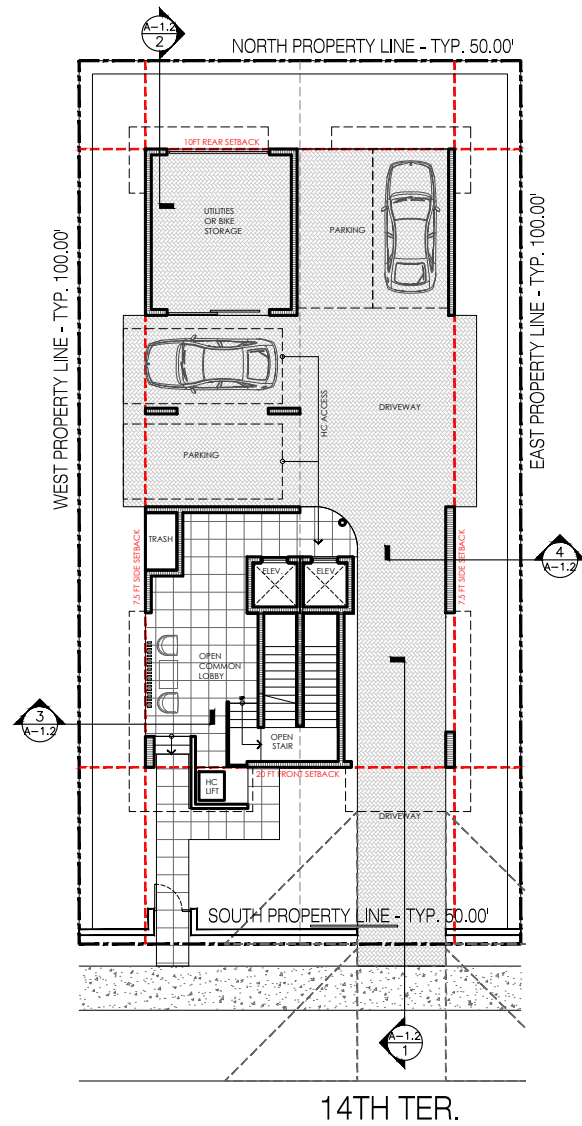 A-1.2
2
NORTH PROPERTY LINE - TYP. 50.00'
10FT REAR SETBACK
UTILITIES
OR BIKE
STORAGE
PARKING
WEST PROPERTY LINE - TYP. 100.00'
EAST PROPERTY LINE - TYP. 100.00'
HC ACCESS
DRIVEWAY
PARKING
TRASH
7.5 FT SIDE SETBACK
ELEV.
ELEV.
7.5 FT SIDE SETBACK
4
A-1.2
OPEN
COMMON
LOBBY
3
A-1.2
OPEN
STAIR
20 FT FRONT SETBACK
HC
LIFT
DRIVEWAY
SOUTH PROPERTY LINE - TYP. 50.00'
A-1.2
1
14TH TER.